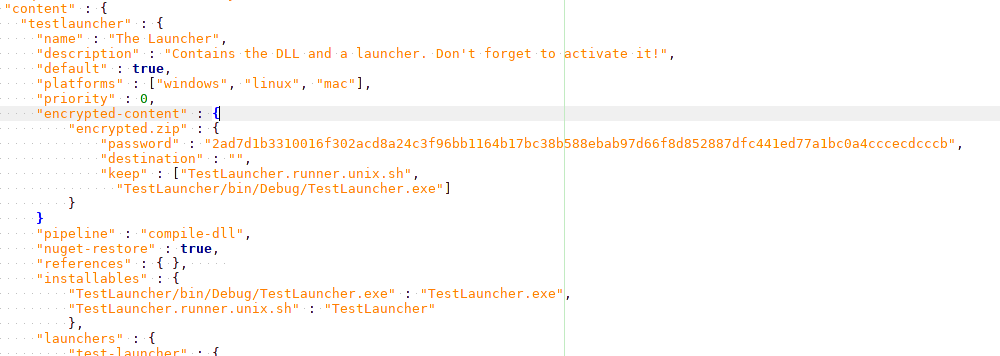 "content" : {
"testlauncher" : {
"name" : "The Launcher",
"description" : "Contains the DLL and a launcher. Don't forget to activate it!",
"default" : true,
"platforms" : ["windows", "linux", "mac"],
"priority" : 0,
"encrypted-content" : {
"encrypted.zip" : {
"password" : "2ad7d1b3310016f302acd8a24c3f96bb1164b17bc38b588ebab97d66f8d852887dfc441ed77a1bc0a4cccecdcccb",
"destination" : "",
"keep" : ["TestLauncher.runner.unix.sh",
"TestLauncher/bin/Debug/TestLauncher.exe"]
}
}
"pipeline" : "compile-dll",
"nuget-restore" : true,
"references" : { },
"installables" : {
"TestLauncher/bin/Debug/TestLauncher.exe" : "TestLauncher.exe",
"TestLauncher.runner.unix.sh" : "TestLauncher"
},
"launchers" : {
"test-launcher" : {